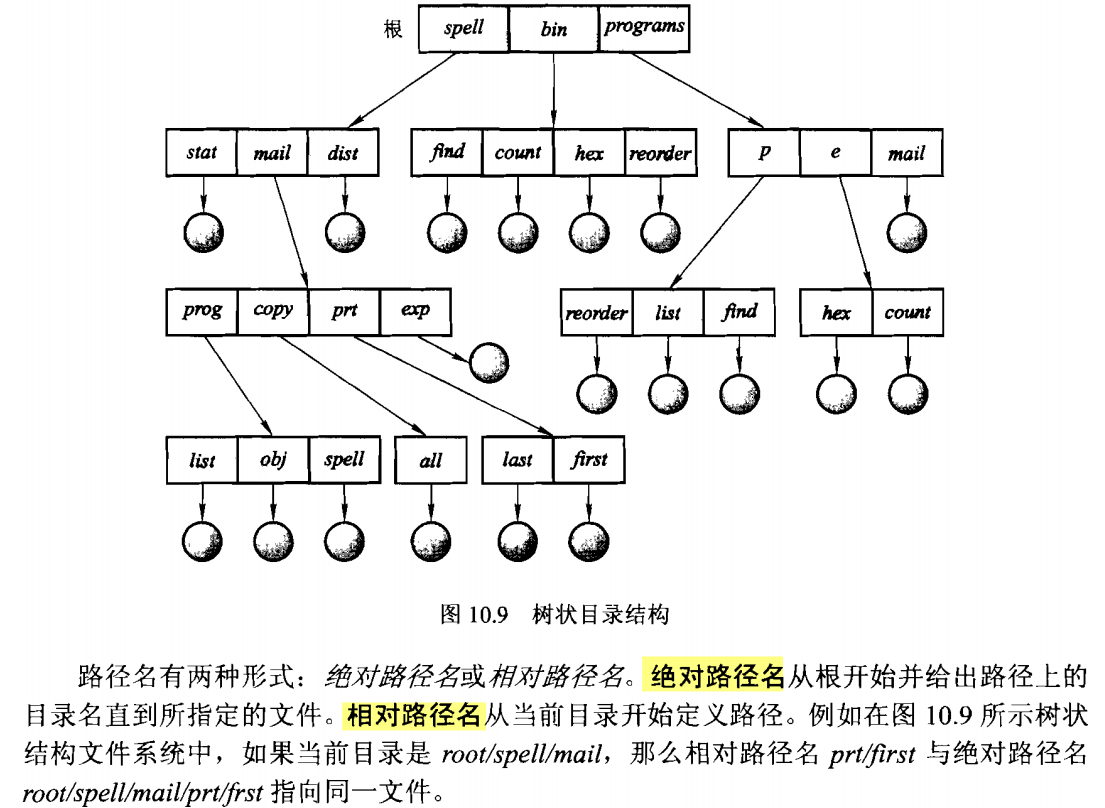 根 spell bin programs
stat mail dist find count hex reorder p e mail
prog copy prt exp reorder list find hex count
list obj spell all last first
图 10.9 树状目录结构
路径名有两种形式：绝对路径名或相对路径名。绝对路径名从根开始并给出路径上的
目录名直到所指定的文件。相对路径名从当前目录开始定义路径。例如在图 10.9 所示树状
结构文件系统中，如果当前目录是 root/spell/mail，那么相对路径名 prt/first 与绝对路径名
root/spell/mail/prt/frst 指向同一文件。